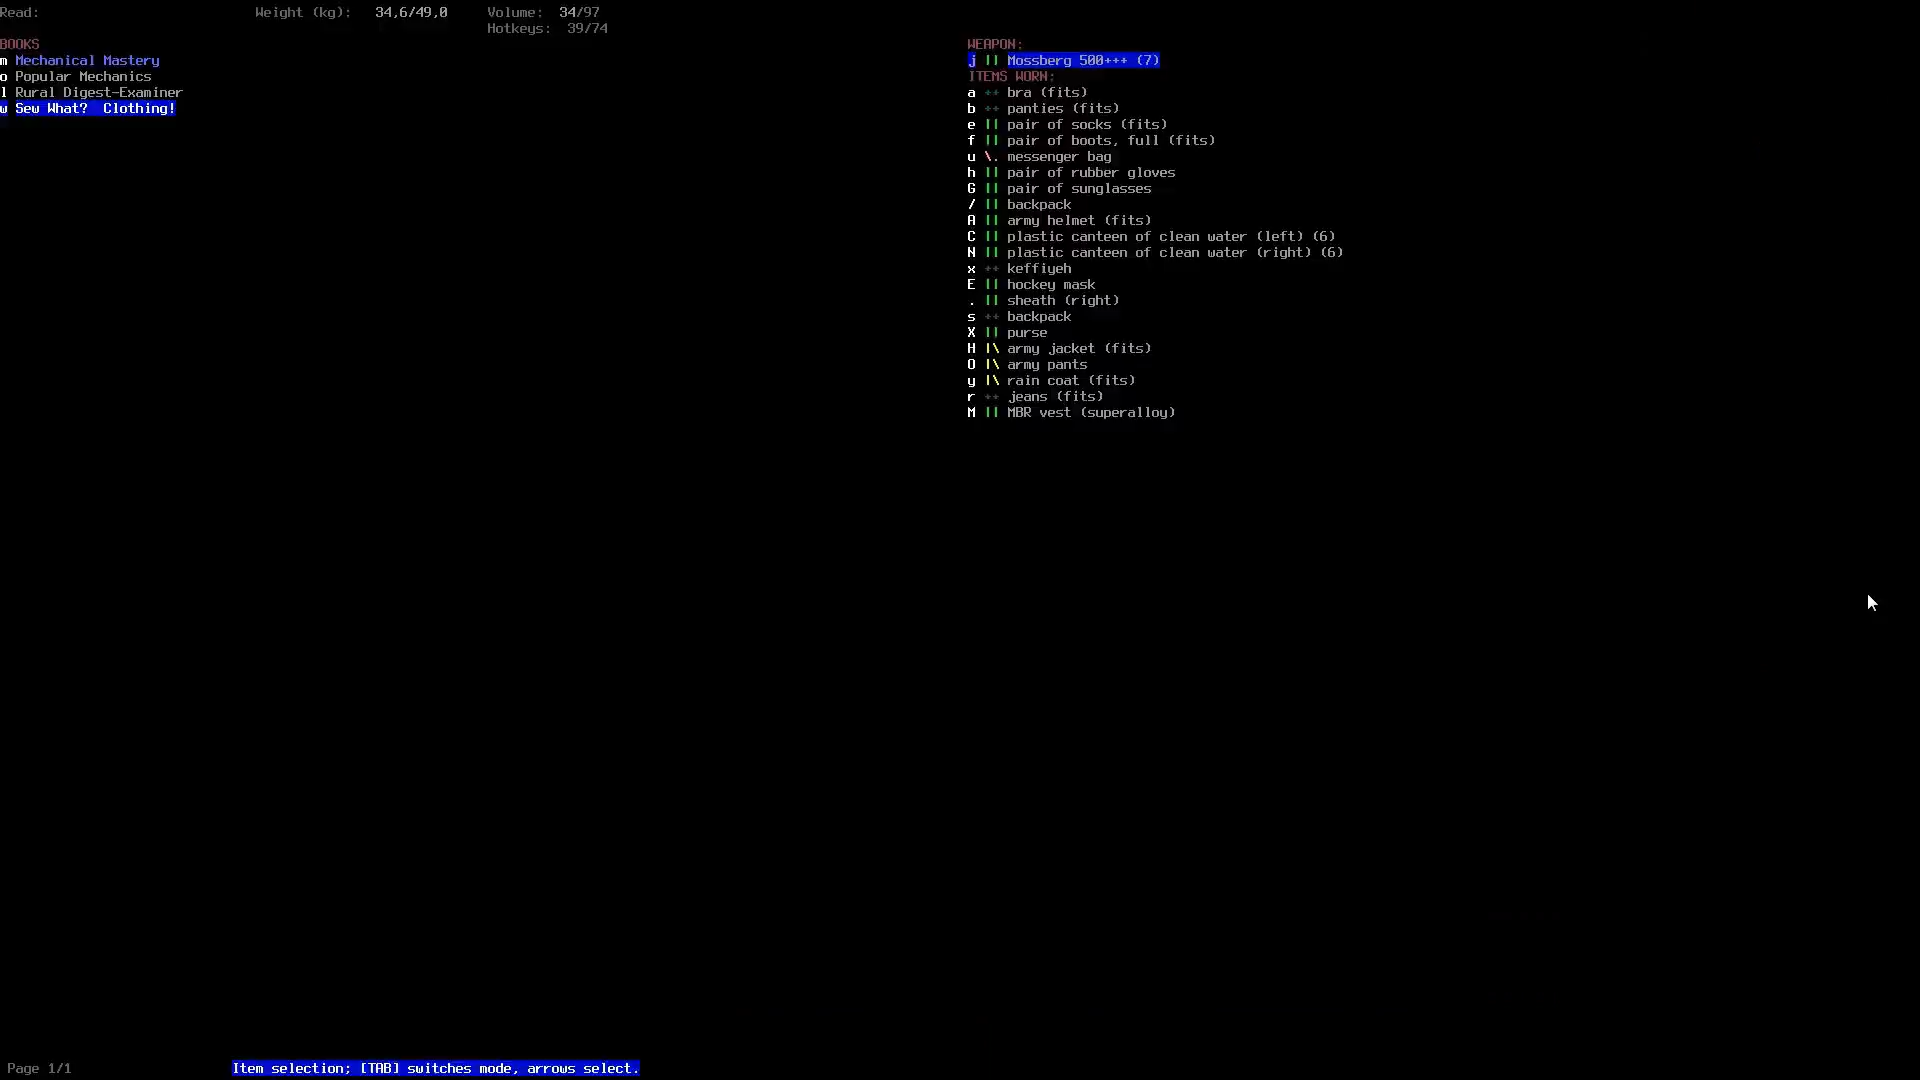 Read: Weight (kg): 34,6/49,0 Volume: 34/97
Hotkeys: 39/74
BOOKS
m Mechanical Mastery
o Popular Mechanics
l Rural Digest-Examiner
w Sew What?  Clothing!
WEAPON:
j || Mossberg 500+++ (7)
ITEMS WORN:
a ++ bra (fits)
b ++ panties (fits)
e || pair of socks (fits)
f || pair of boots, full (fits)
u \. messenger bag
h || pair of rubber gloves
G || pair of sunglasses
/ || backpack
A || army helmet (fits)
C || plastic canteen of clean water (left) (6)
N || plastic canteen of clean water (right) (6)
x ++ keffiyeh
E || hockey mask
. || sheath (right)
s ++ backpack
X || purse
H |\ army jacket (fits)
O |\ army pants
y |\ rain coat (fits)
r ++ jeans (fits)
M || MBR vest (superalloy)
Page 1/1 Item selection; [TAB] switches mode, arrows select.